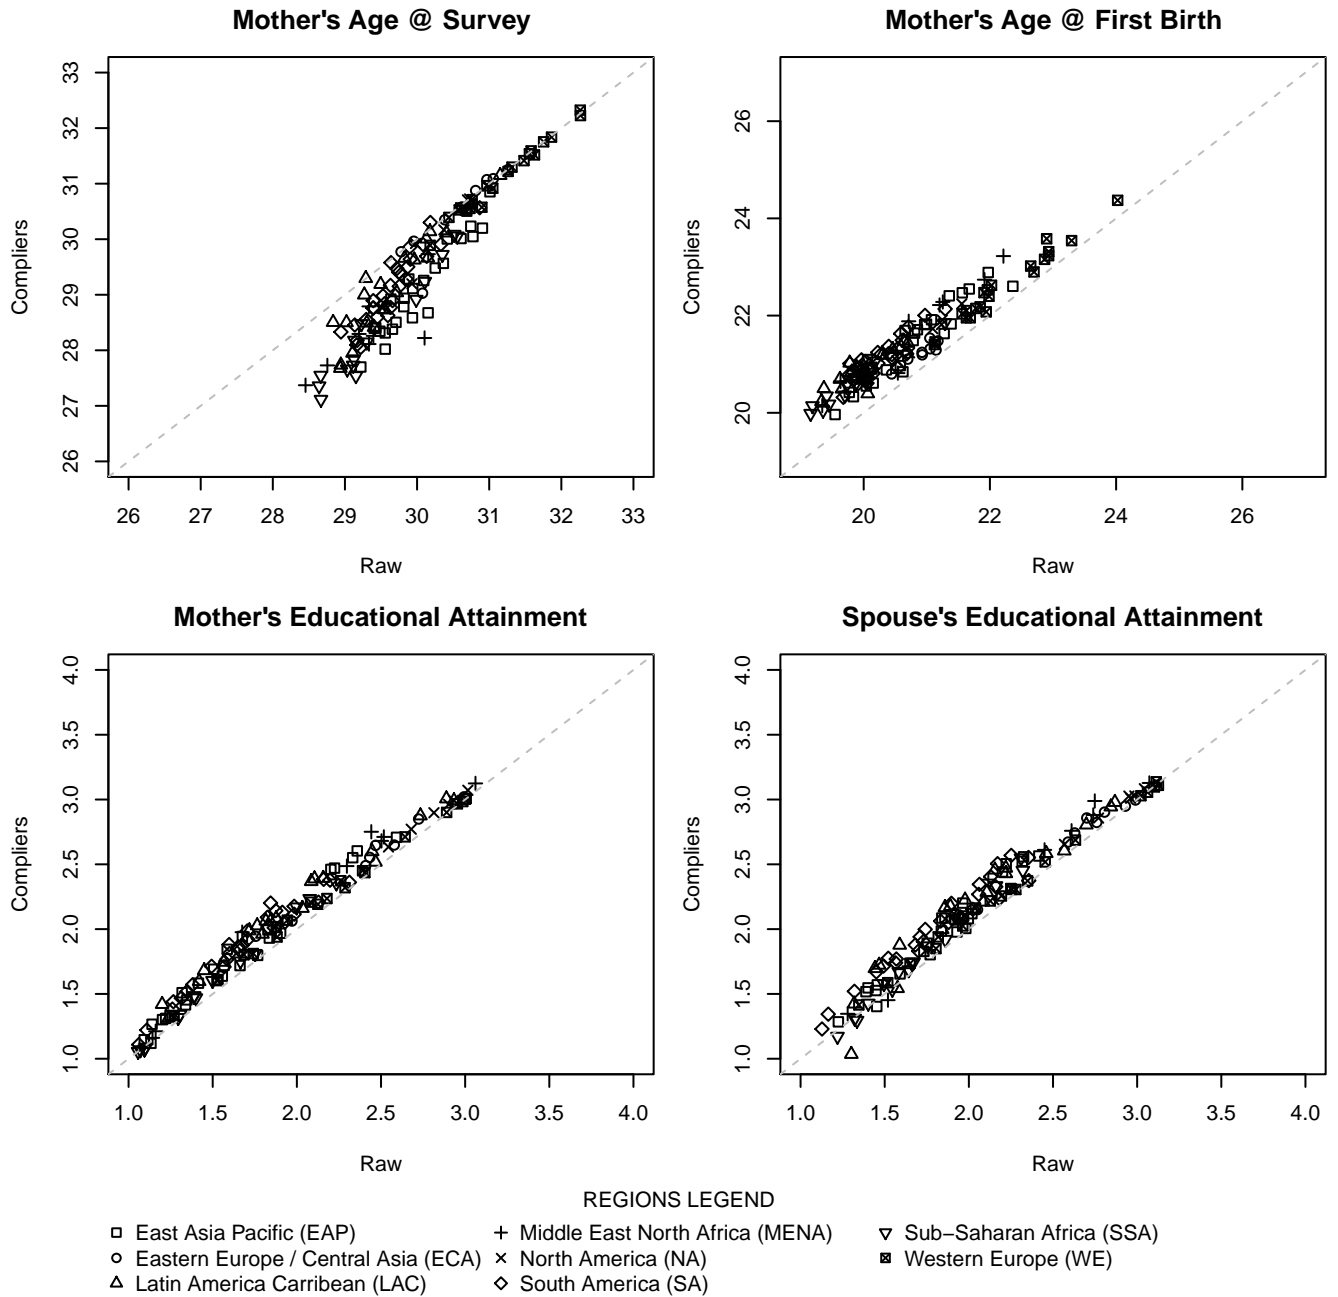 Mother's Age @ Survey
Mother's Age @ First Birth
Compliers
26 27 28 29 30 31 32 33
26 27 28 29 30 31 32 33
Raw
Compliers
20 22 24 26
20 22 24 26
Raw
Mother's Educational Attainment
Spouse's Educational Attainment
Compliers
1.0 1.5 2.0 2.5 3.0 3.5 4.0
1.0 1.5 2.0 2.5 3.0 3.5 4.0
Raw
Compliers
1.0 1.5 2.0 2.5 3.0 3.5 4.0
1.0 1.5 2.0 2.5 3.0 3.5 4.0
Raw
REGIONS LEGEND
East Asia Pacific (EAP)
Eastern Europe / Central Asia (ECA)
Latin America Carribean (LAC)
Middle East North Africa (MENA)
North America (NA)
South America (SA)
Sub−Saharan Africa (SSA)
Western Europe (WE)